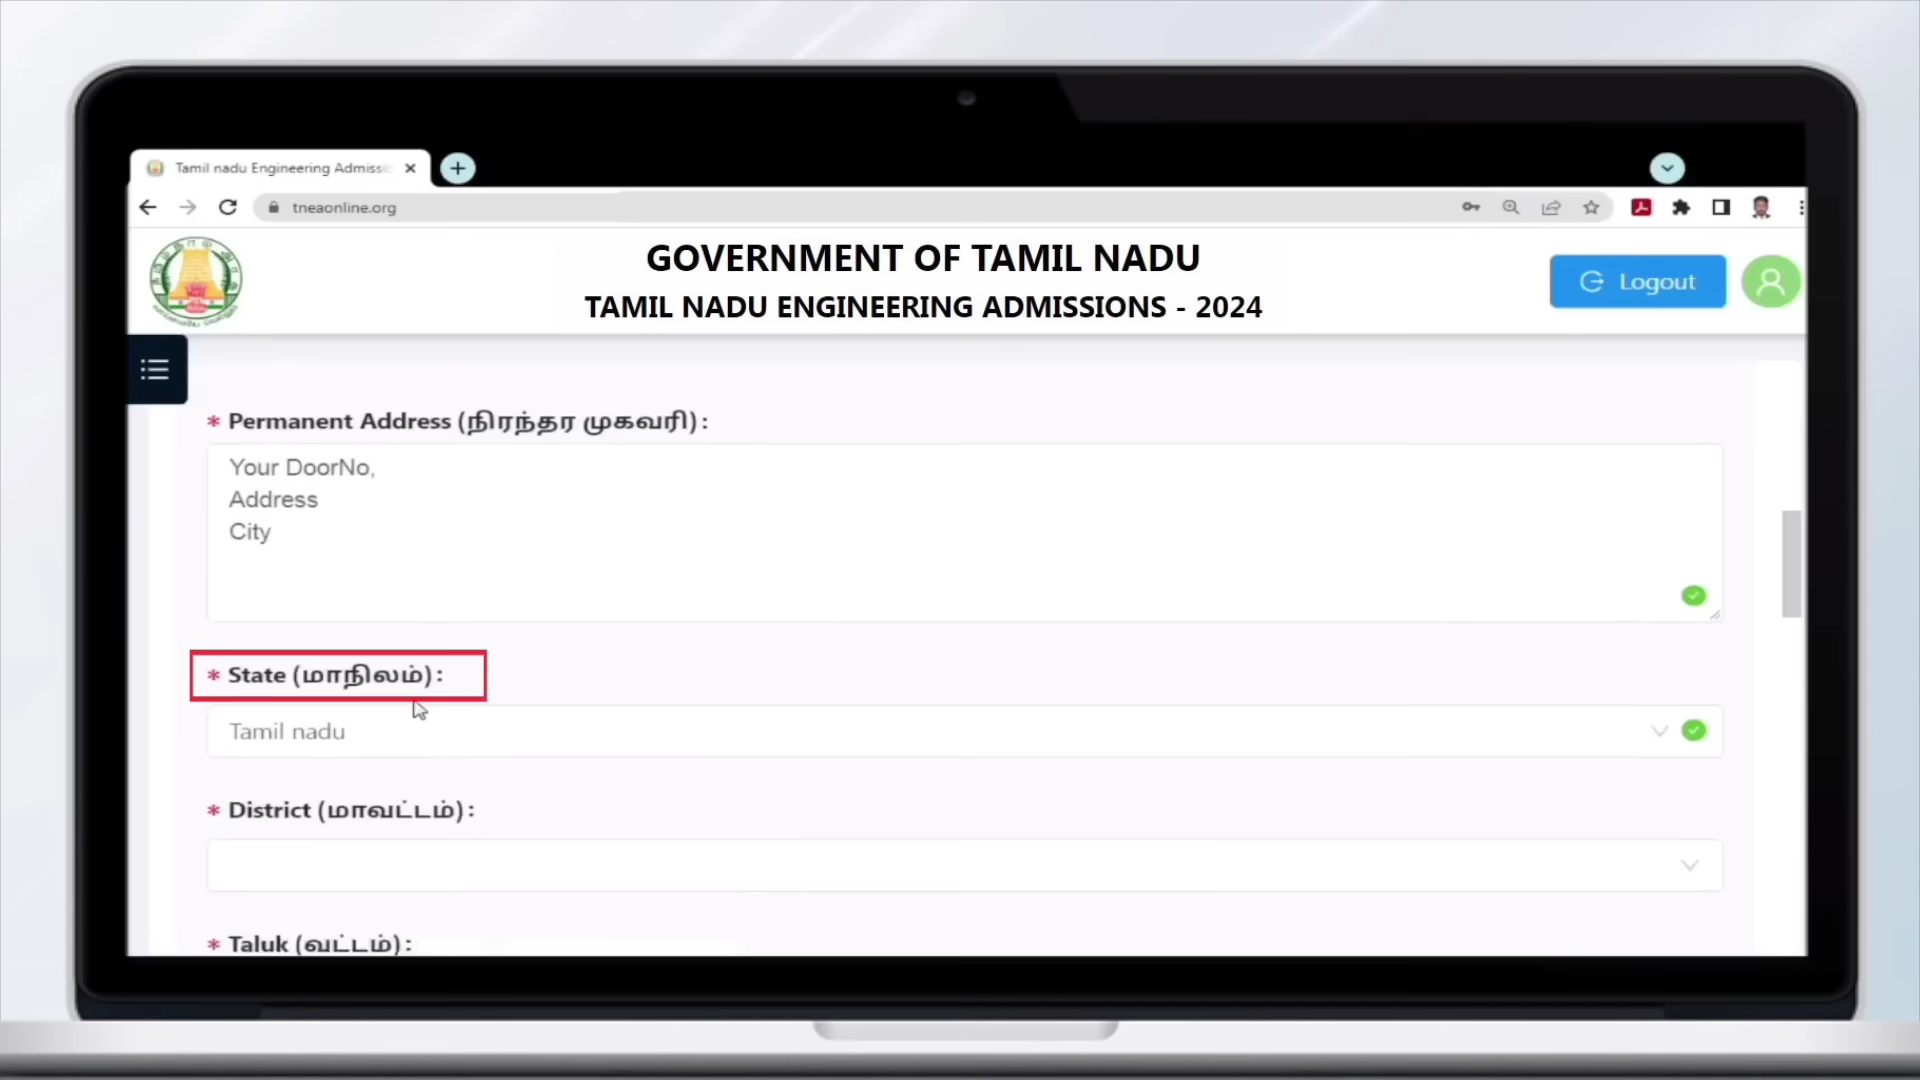 Tamil nadu Engineering Admissio
tneaonline.org
GOVERNMENT OF TAMIL NADU
TAMIL NADU ENGINEERING ADMISSIONS - 2024
Logout
* Permanent Address (நிரந்தர முகவரி):
Your DoorNo,
Address
City
* State (மாநிலம்):
Tamil nadu
* District (மாவட்டம்):
* Taluk (வட்டம்):